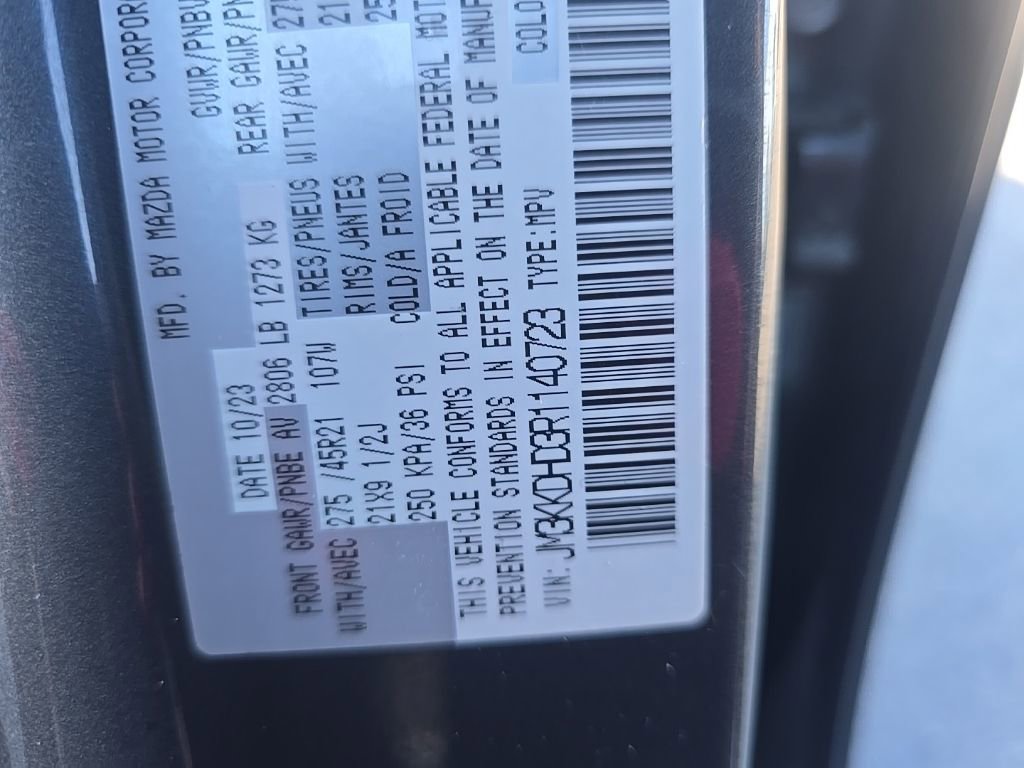 MFD. BY MAZDA MOTOR CORPOR
DATE 10/23 GVWR/PNBV
FRONT GAWR/PNBE AV 2806 LB 1273 KG REAR GAWR/PN
WITH/AVEC 275 /45R21 107W TIRES/PNEUS WITH/AVEC 275
21X9 1/2J RIMS/JANTES 21
250 KPA/36 PSI COLD/A FROID 25
THIS VEHICLE CONFORMS TO ALL APPLICABLE FEDERAL MOT
PREVENTION STANDARDS IN EFFECT ON THE DATE OF MANUF
VIN: JM3KKDHD3R1140723 TYPE:MPV COLO